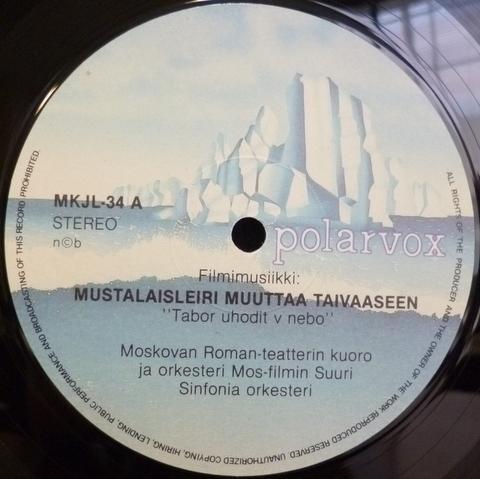 MKJL-34 A
STEREO
n©b
polarvox
Filmimusiikki:
MUSTALAISLEIRI MUUTTAA TAIVAASEEN
"Tabor uhodit v nebo"
Moskovan Roman-teatterin kuoro
ja orkesteri Mos-filmin Suuri
Sinfonia orkesteri
ALL RIGHTS OF THE PRODUCER AND THE OWNER OF THE WORK REPRODUCED RESERVED. UNAUTHORIZED COPYING, HIRING, LENDING, PUBLIC PERFORMANCE AND BROADCASTING OF THIS RECORD PROHIBITED.